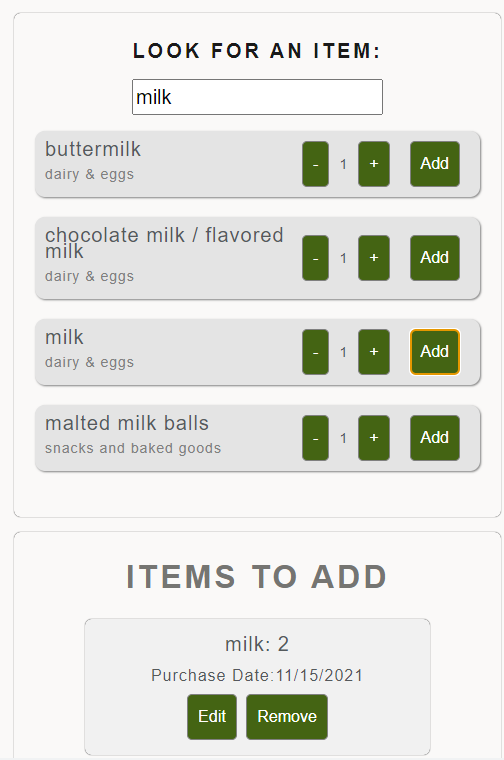 LOOK FOR AN ITEM:
milk
buttermilk
dairy & eggs
- 1 + Add
chocolate milk / flavored
milk
dairy & eggs
- 1 + Add
milk
dairy & eggs
- 1 + Add
malted milk balls
snacks and baked goods
- 1 + Add
ITEMS TO ADD
milk: 2
Purchase Date:11/15/2021
Edit Remove